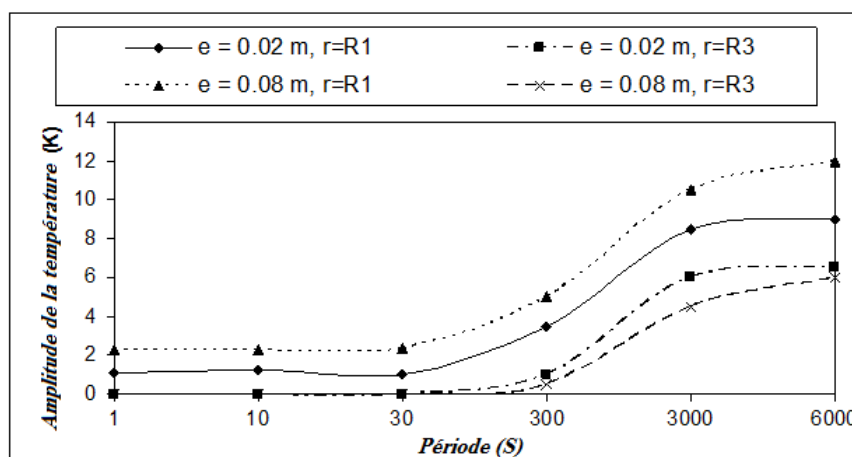 e = 0.02 m, r=R1
e = 0.02 m, r=R3
e = 0.08 m, r=R1
e = 0.08 m, r=R3
Amplitude de la température (K)
14
12
10
8
6
4
2
0
1 10 30 300 3000 6000
Période (S)